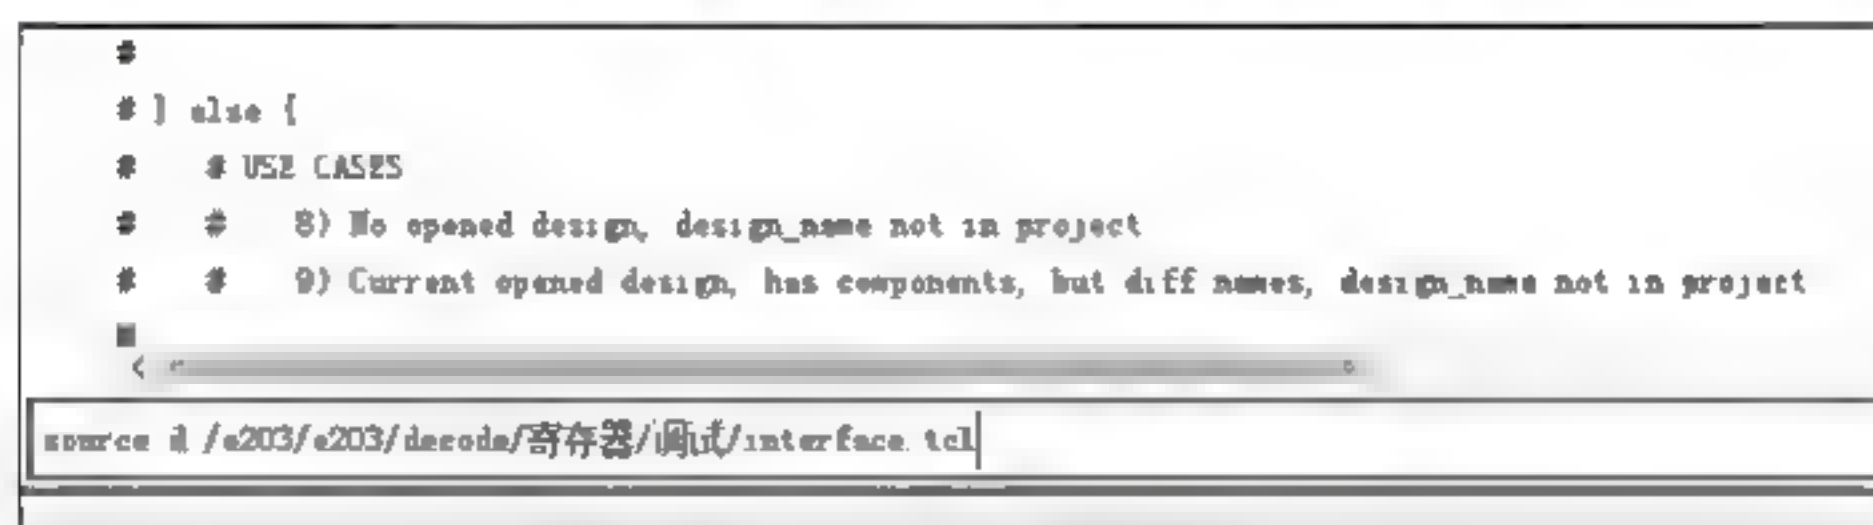 #
# } else {
#    # USE CASES
#    #    8) No opened design, design_name not in project
#    #    9) Current opened design, has components, but diff names, design_name not in project
source d:/e203/e203/decode/寄存器/调试/interface.tcl